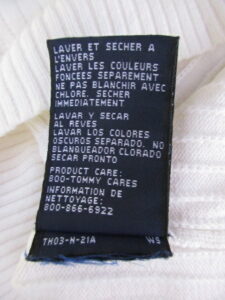 LAVER ET SECHER A
L'ENVERS
LAVER LES COULEURS
FONCEES SEPAREMENT
NE PAS BLANCHIR AVEC
CHLORE. SECHER
IMMEDIATEMENT
LAVAR Y SECAR
AL REVES
LAVAR LOS COLORES
OSCUROS SEPARADO. NO
BLANQUEADOR CLORADO
SECAR PRONTO
PRODUCT CARE:
800-TOMMY CARES
INFORMACION DE
NETTOYAGE:
800-866-6922
TH03-H-21A WS